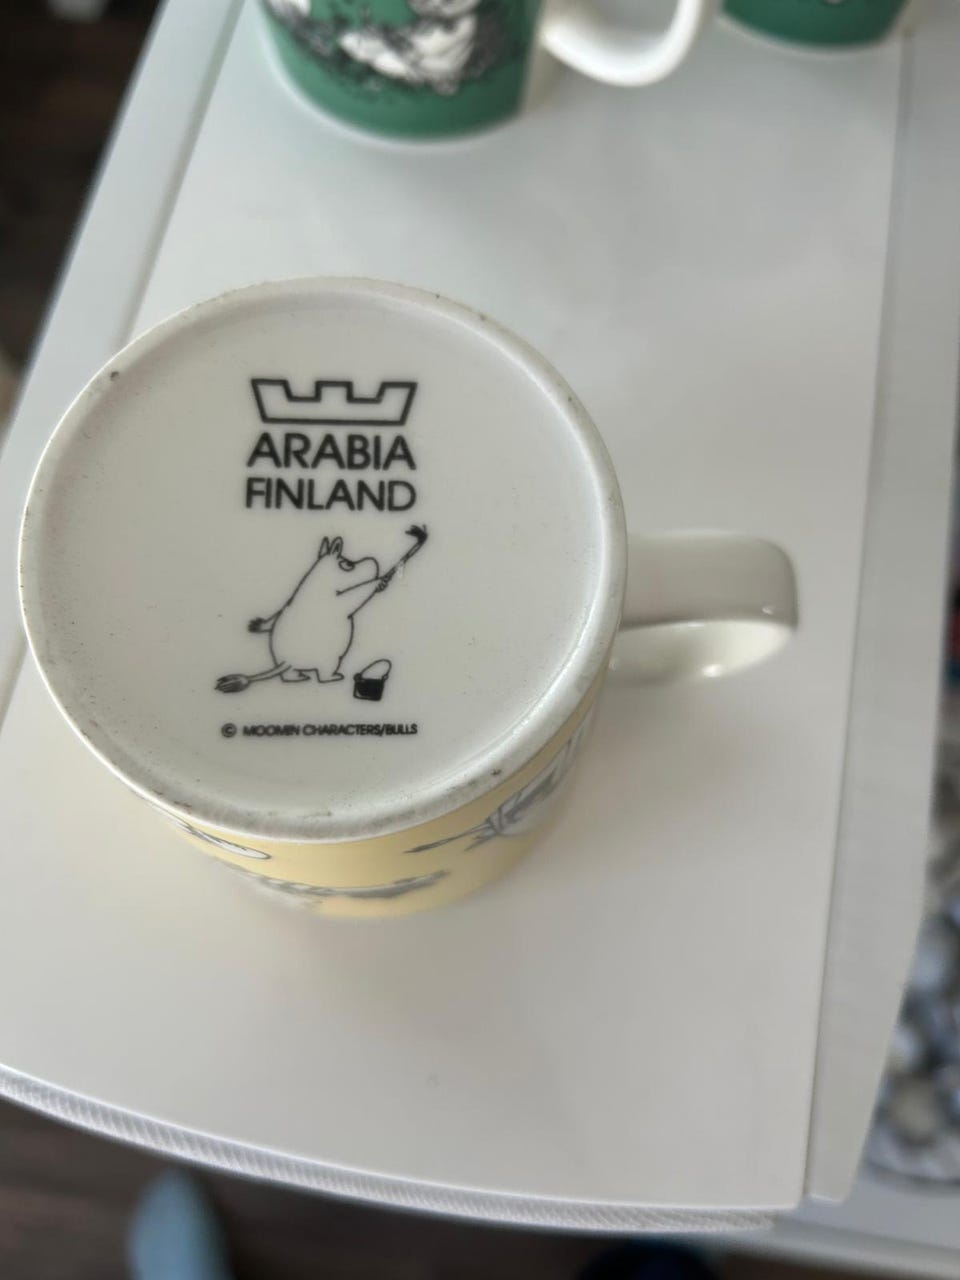 ARABIA
FINLAND
© MOOMIN CHARACTERS/BULLS